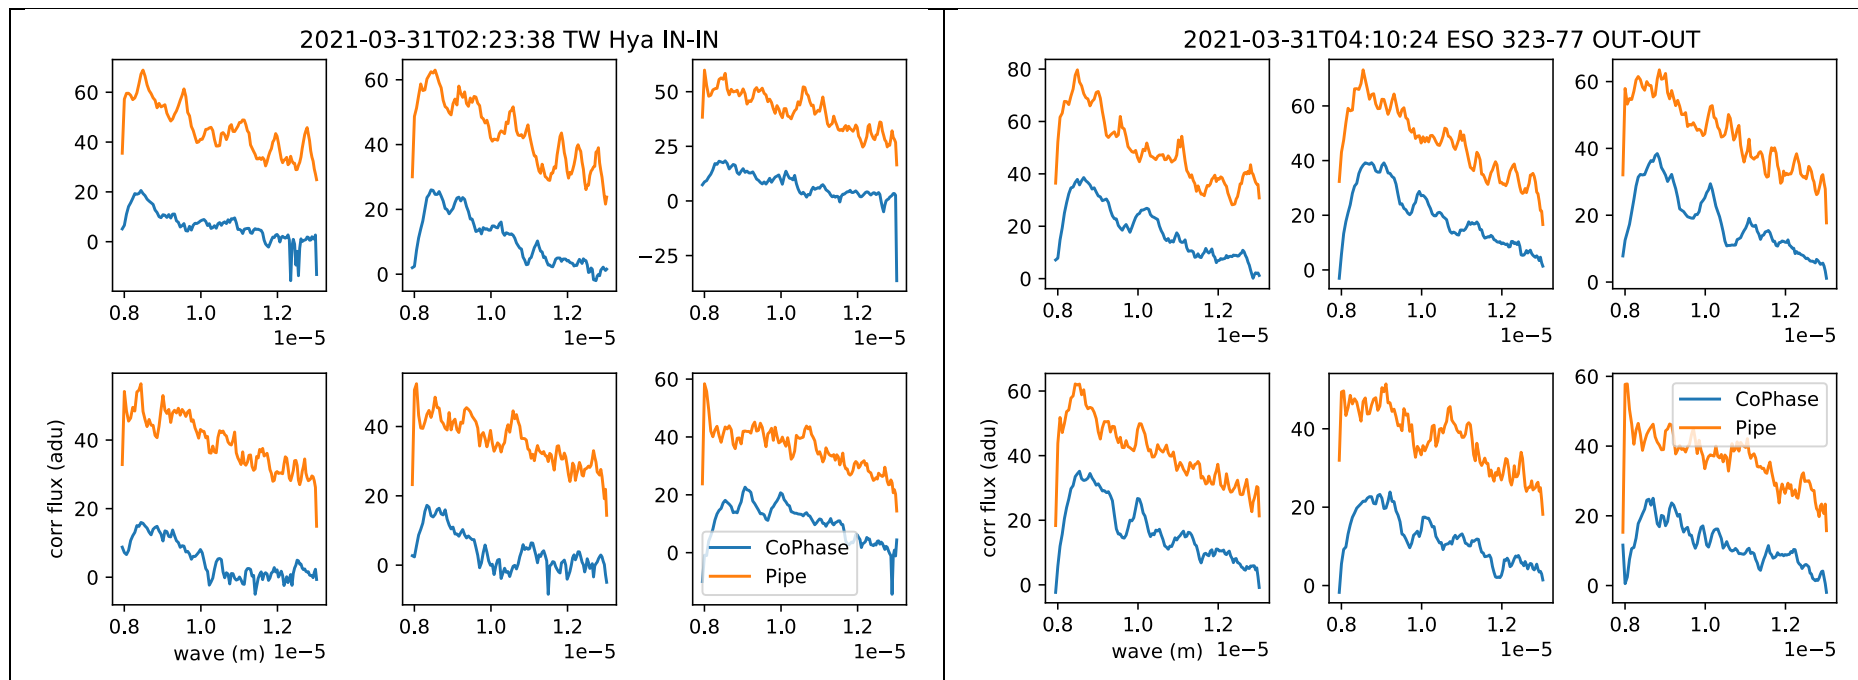 2021-03-31T02:23:38 TW Hya IN-IN
60
40
20
0
0.8 1.0 1.2
1e−5
60
40
20
0
0.8 1.0 1.2
1e−5
50
25
0
−25
0.8 1.0 1.2
1e−5
corr flux (adu)
40
20
0
0.8 1.0 1.2
wave (m) 1e−5
40
20
0
0.8 1.0 1.2
1e−5
60
40
20
0
CoPhase
Pipe
0.8 1.0 1.2
1e−5
2021-03-31T04:10:24 ESO 323-77 OUT-OUT
80
60
40
20
0
0.8 1.0 1.2
1e−5
60
40
20
0
0.8 1.0 1.2
1e−5
60
40
20
0
0.8 1.0 1.2
1e−5
corr flux (adu)
60
40
20
0
0.8 1.0 1.2
wave (m) 1e−5
40
20
0
0.8 1.0 1.2
1e−5
60
40
20
0
CoPhase
Pipe
0.8 1.0 1.2
1e−5